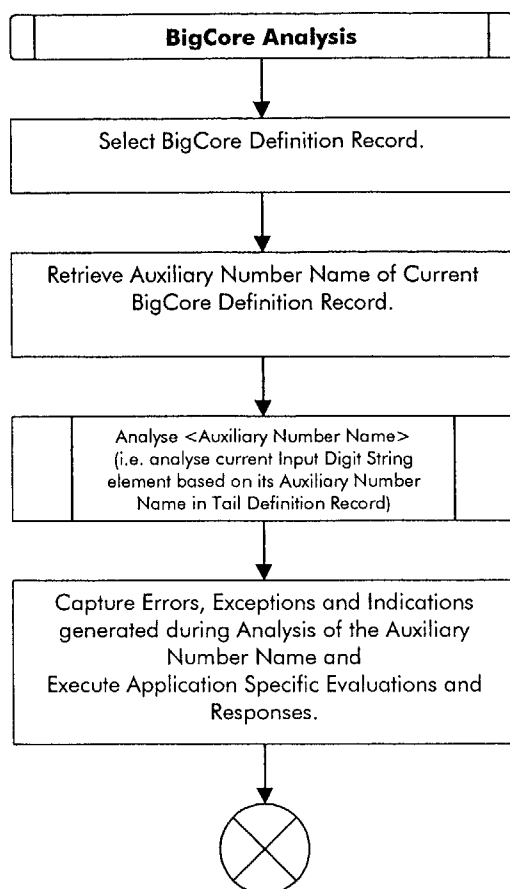 BigCore Analysis
Select BigCore Definition Record.
Retrieve Auxiliary Number Name of Current
BigCore Definition Record.
Analyse <Auxiliary Number Name>
(i.e. analyse current Input Digit String
element based on its Auxiliary Number
Name in Tail Definition Record)
Capture Errors, Exceptions and Indications
generated during Analysis of the Auxiliary
Number Name and
Execute Application Specific Evaluations and
Responses.